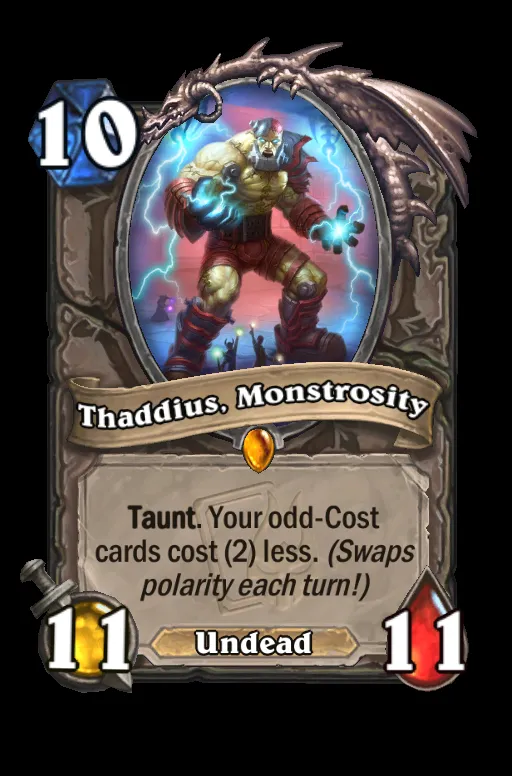 10
Thaddius, Monstrosity
Taunt. Your odd-Cost
cards cost (2) less. (Swaps
polarity each turn!)
11
Undead
11